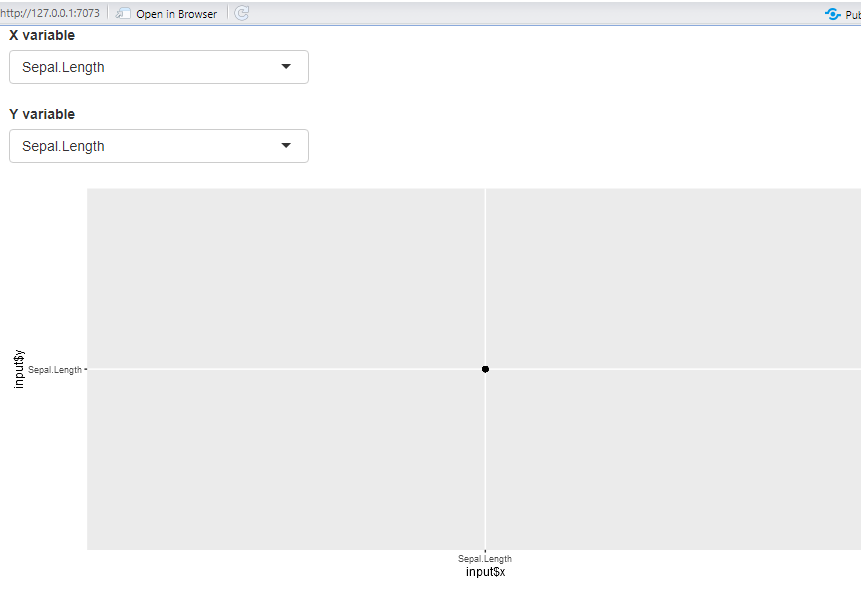 http://127.0.0.1:7073 Open in Browser Pub
X variable
Sepal.Length
Y variable
Sepal.Length
input$y
Sepal.Length
Sepal.Length
input$x